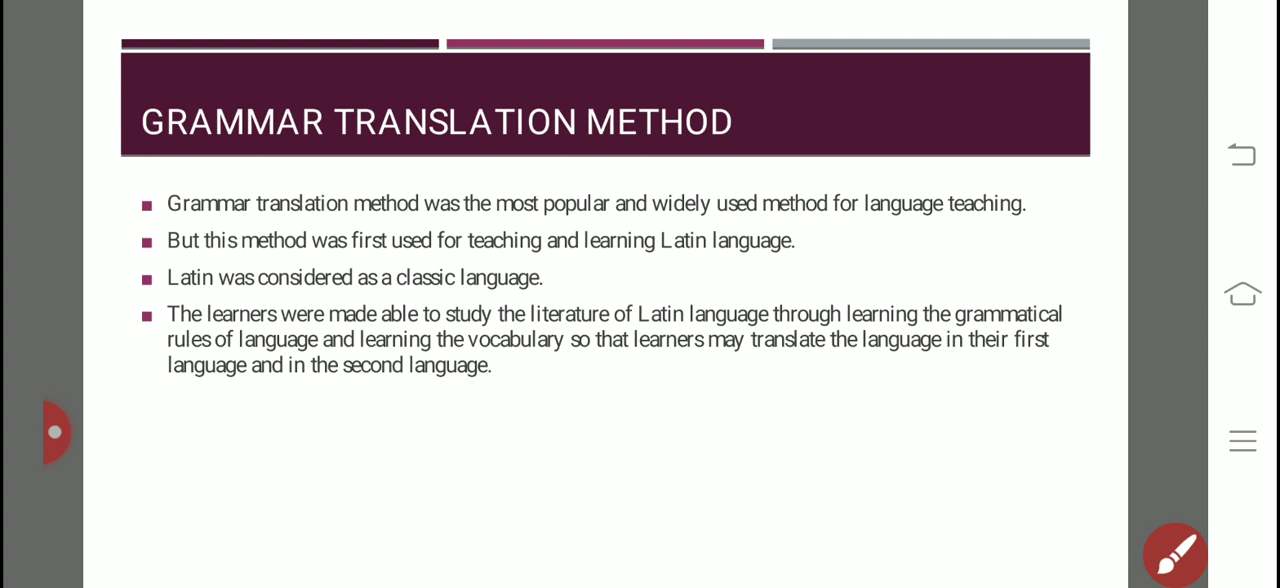 GRAMMAR TRANSLATION METHOD
Grammar translation method was the most popular and widely used method for language teaching.
But this method was first used for teaching and learning Latin language.
Latin was considered as a classic language.
The learners were made able to study the literature of Latin language through learning the grammatical
rules of language and learning the vocabulary so that learners may translate the language in their first
language and in the second language.